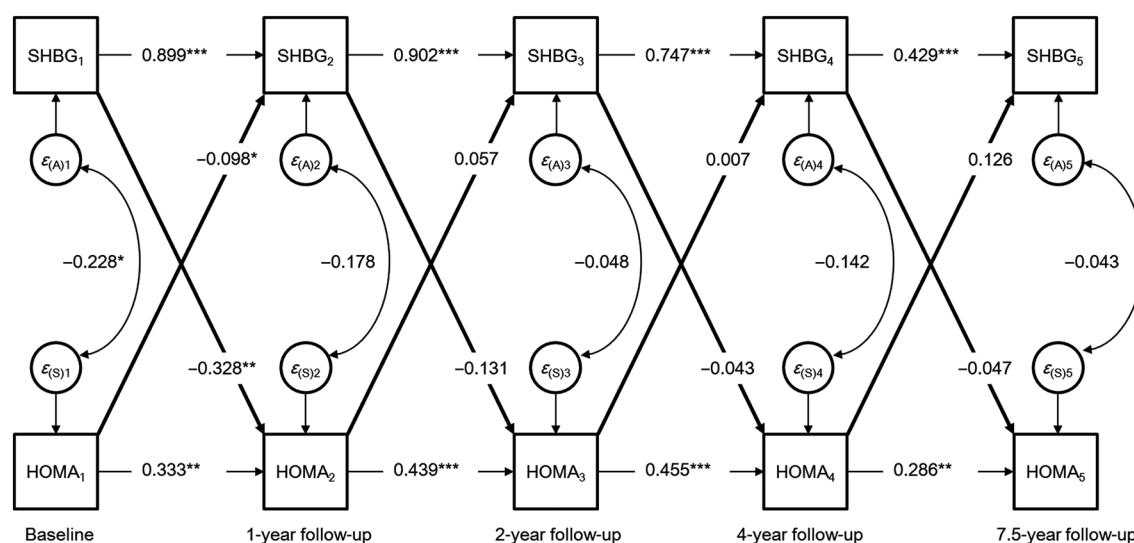 SHBG₁ 0.899*** SHBG₂ 0.902*** SHBG₃ 0.747*** SHBG₄ 0.429*** SHBG₅
ε(A)1 −0.098* ε(A)2 0.057 ε(A)3 0.007 ε(A)4 0.126 ε(A)5
−0.228* −0.178 −0.048 −0.142 −0.043
ε(S)1 −0.328** ε(S)2 −0.131 ε(S)3 −0.043 ε(S)4 −0.047 ε(S)5
HOMA₁ 0.333** HOMA₂ 0.439*** HOMA₃ 0.455*** HOMA₄ 0.286** HOMA₅
Baseline 1-year follow-up 2-year follow-up 4-year follow-up 7.5-year follow-up